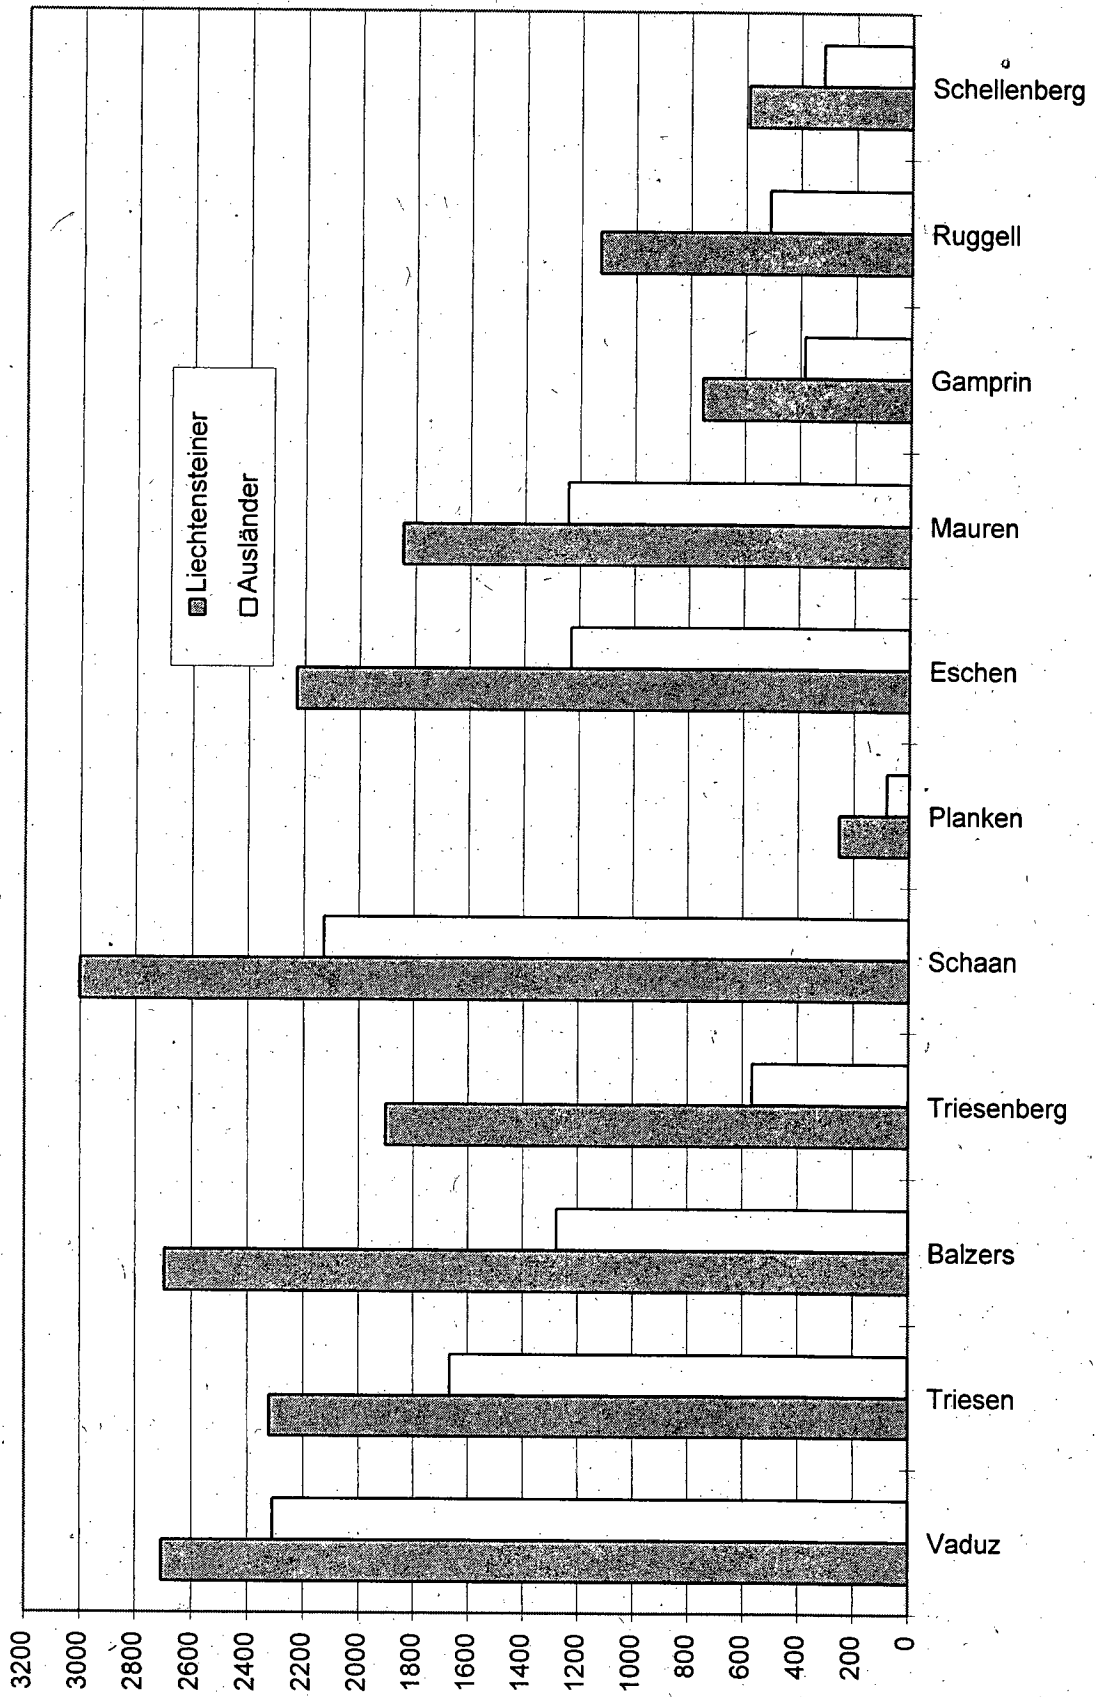 Schellenberg
Ruggell
Gamprin
Mauren
Eschen
Planken
Schaan
Triesenberg
Balzers
Triesen
Vaduz
Liechtensteiner
Ausländer
3200
3000
2800
2600
2400
2200
2000
1800
1600
1400
1200
1000
800
600
400
200
0